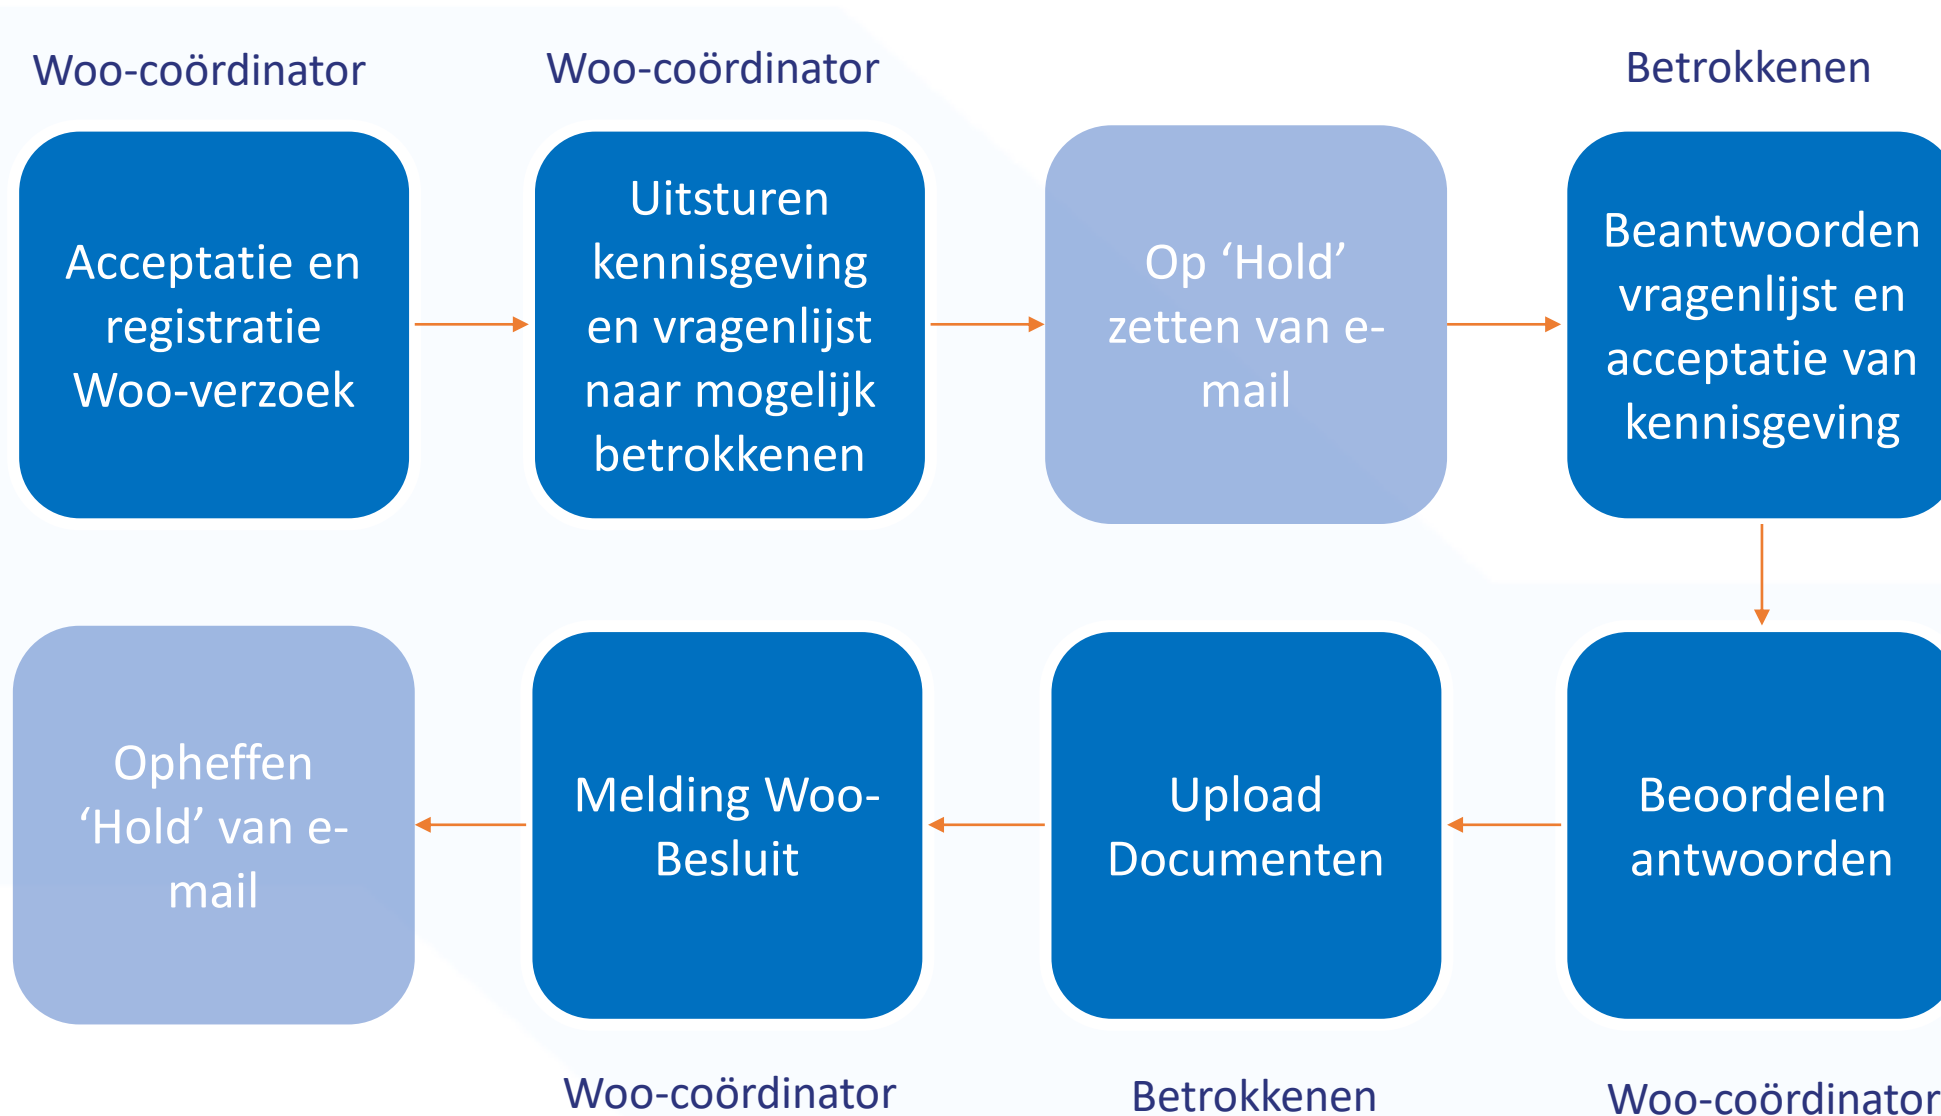 Woo-coördinator
Woo-coördinator
Betrokkenen
Acceptatie en
registratie
Woo-verzoek
Uitsturen
kennisgeving
en vragenlijst
naar mogelijk
betrokkenen
Op ‘Hold’
zetten van e-
mail
Beantwoorden
vragenlijst en
acceptatie van
kennisgeving
Opheffen
‘Hold’ van e-
mail
Melding Woo-
Besluit
Upload
Documenten
Beoordelen
antwoorden
Woo-coördinator
Betrokkenen
Woo-coördinator